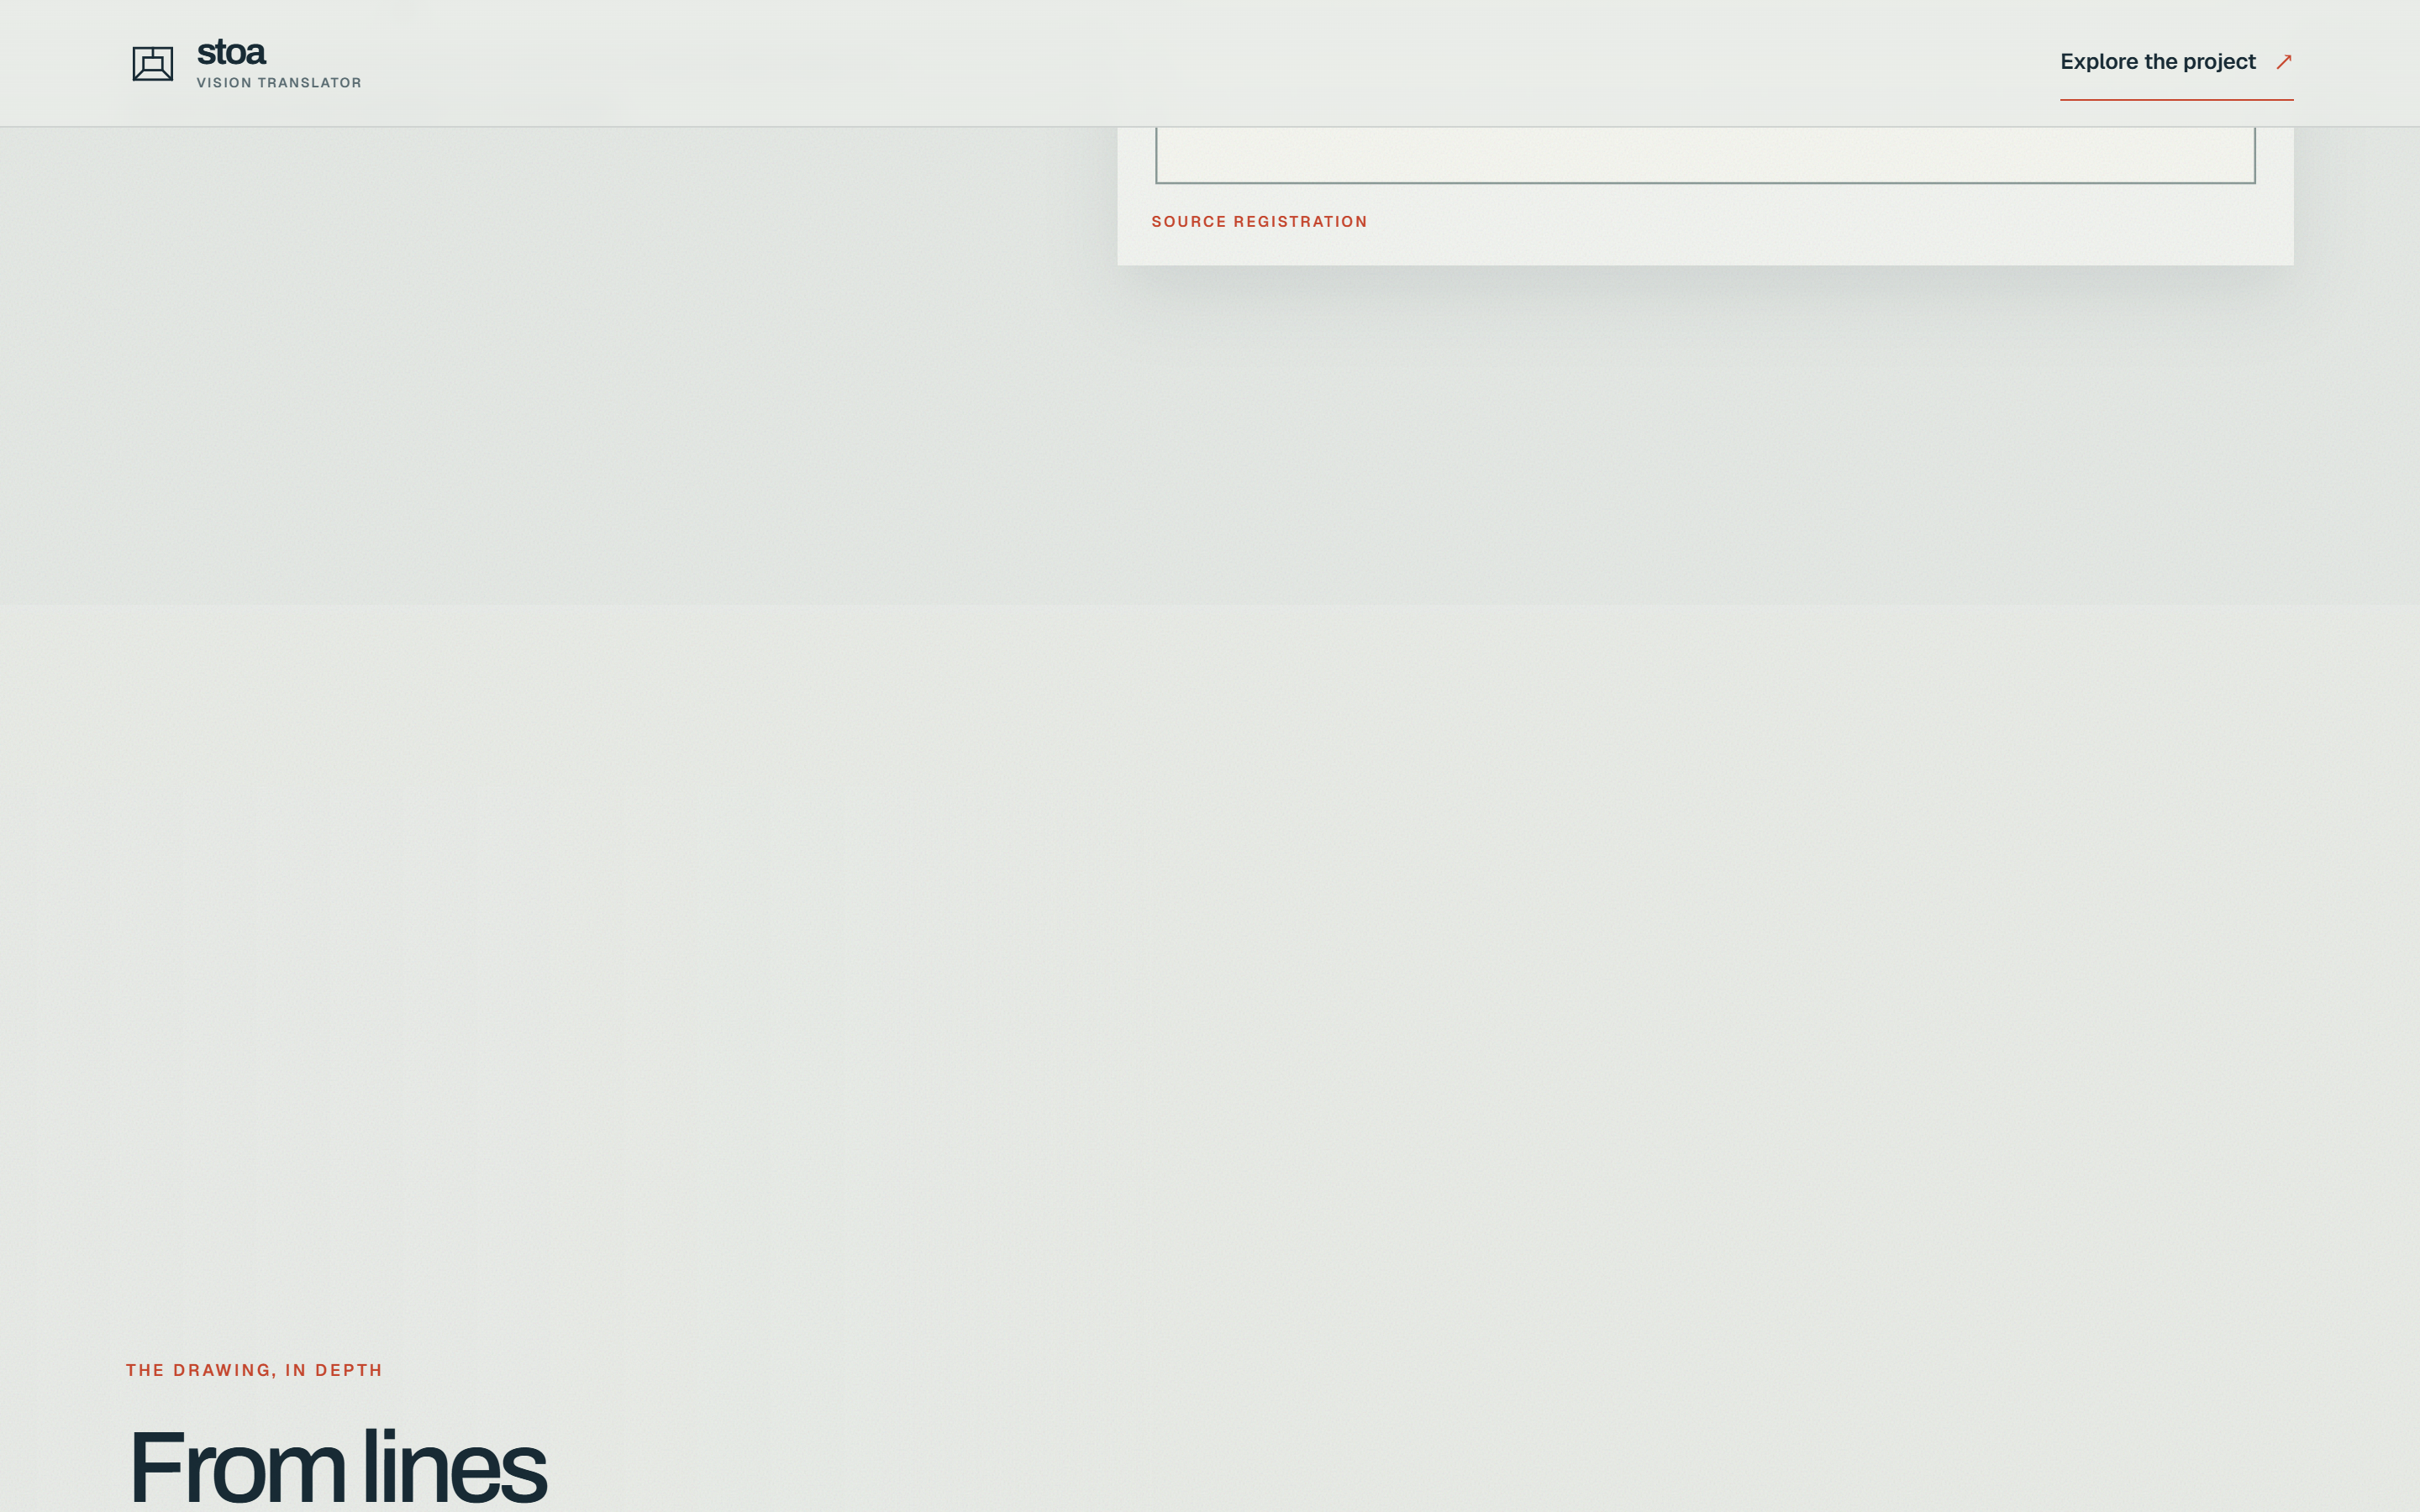 stoa
VISION TRANSLATOR
Explore the project ↗
SOURCE REGISTRATION
THE DRAWING, IN DEPTH
From lines